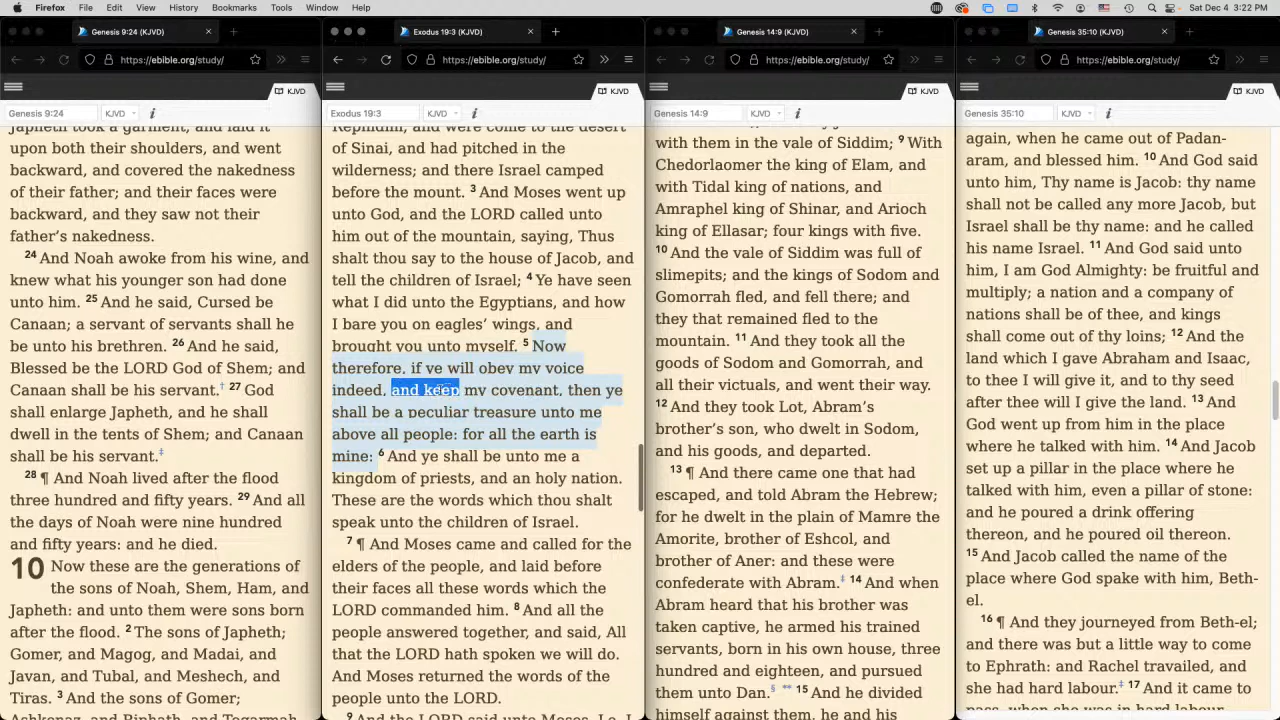 Firefox File Edit View History Bookmarks Tools Window Help Sat Dec 4 3:22 PM
Genesis 9:24 (KJVD)
https://ebible.org/study/
KJVD
Genesis 9:24 KJVD i
Japheth took a garment, and laid it
upon both their shoulders, and went
backward, and covered the nakedness
of their father; and their faces were
backward, and they saw not their
father’s nakedness.
24 And Noah awoke from his wine, and
knew what his younger son had done
unto him. 25 And he said, Cursed be
Canaan; a servant of servants shall he
be unto his brethren. 26 And he said,
Blessed be the LORD God of Shem; and
Canaan shall be his servant.† 27 God
shall enlarge Japheth, and he shall
dwell in the tents of Shem; and Canaan
shall be his servant.‡
28 ¶ And Noah lived after the flood
three hundred and fifty years. 29 And all
the days of Noah were nine hundred
and fifty years: and he died.
10 Now these are the generations of
the sons of Noah, Shem, Ham, and
Japheth: and unto them were sons born
after the flood. 2 The sons of Japheth;
Gomer, and Magog, and Madai, and
Javan, and Tubal, and Meshech, and
Tiras. 3 And the sons of Gomer;
Ashkenaz, and Riphath, and Togarmah.
Exodus 19:3 (KJVD)
https://ebible.org/study/
KJVD
Exodus 19:3 KJVD i
Rephidim, and were come to the desert
of Sinai, and had pitched in the
wilderness; and there Israel camped
before the mount. 3 And Moses went up
unto God, and the LORD called unto
him out of the mountain, saying, Thus
shalt thou say to the house of Jacob, and
tell the children of Israel; 4 Ye have seen
what I did unto the Egyptians, and how
I bare you on eagles’ wings, and
brought you unto myself. 5 Now
therefore, if ye will obey my voice
indeed, and keep my covenant, then ye
shall be a peculiar treasure unto me
above all people: for all the earth is
mine: 6 And ye shall be unto me a
kingdom of priests, and an holy nation.
These are the words which thou shalt
speak unto the children of Israel.
7 ¶ And Moses came and called for the
elders of the people, and laid before
their faces all these words which the
LORD commanded him. 8 And all the
people answered together, and said, All
that the LORD hath spoken we will do.
And Moses returned the words of the
people unto the LORD.
9 And the LORD said unto Moses, Lo, I
Genesis 14:9 (KJVD)
https://ebible.org/study/
KJVD
Genesis 14:9 KJVD i
with them in the vale of Siddim; 9 With
Chedorlaomer the king of Elam, and
with Tidal king of nations, and
Amraphel king of Shinar, and Arioch
king of Ellasar; four kings with five.
10 And the vale of Siddim was full of
slimepits; and the kings of Sodom and
Gomorrah fled, and fell there; and
they that remained fled to the
mountain. 11 And they took all the
goods of Sodom and Gomorrah, and
all their victuals, and went their way.
12 And they took Lot, Abram’s
brother’s son, who dwelt in Sodom,
and his goods, and departed.
13 ¶ And there came one that had
escaped, and told Abram the Hebrew;
for he dwelt in the plain of Mamre the
Amorite, brother of Eshcol, and
brother of Aner: and these were
confederate with Abram.‡ 14 And when
Abram heard that his brother was
taken captive, he armed his trained
servants, born in his own house, three
hundred and eighteen, and pursued
them unto Dan.§ ** 15 And he divided
himself against them, he and his
Genesis 35:10 (KJVD)
https://ebible.org/study/
KJVD
Genesis 35:10 KJVD i
again, when he came out of Padan-
aram, and blessed him. 10 And God said
unto him, Thy name is Jacob: thy name
shall not be called any more Jacob, but
Israel shall be thy name: and he called
his name Israel. 11 And God said unto
him, I am God Almighty: be fruitful and
multiply; a nation and a company of
nations shall be of thee, and kings
shall come out of thy loins; 12 And the
land which I gave Abraham and Isaac,
to thee I will give it, and to thy seed
after thee will I give the land. 13 And
God went up from him in the place
where he talked with him. 14 And Jacob
set up a pillar in the place where he
talked with him, even a pillar of stone:
and he poured a drink offering
thereon, and he poured oil thereon.
15 And Jacob called the name of the
place where God spake with him, Beth-
el.
16 ¶ And they journeyed from Beth-el;
and there was but a little way to come
to Ephrath: and Rachel travailed, and
she had hard labour.‡ 17 And it came to
pass, when she was in hard labour,